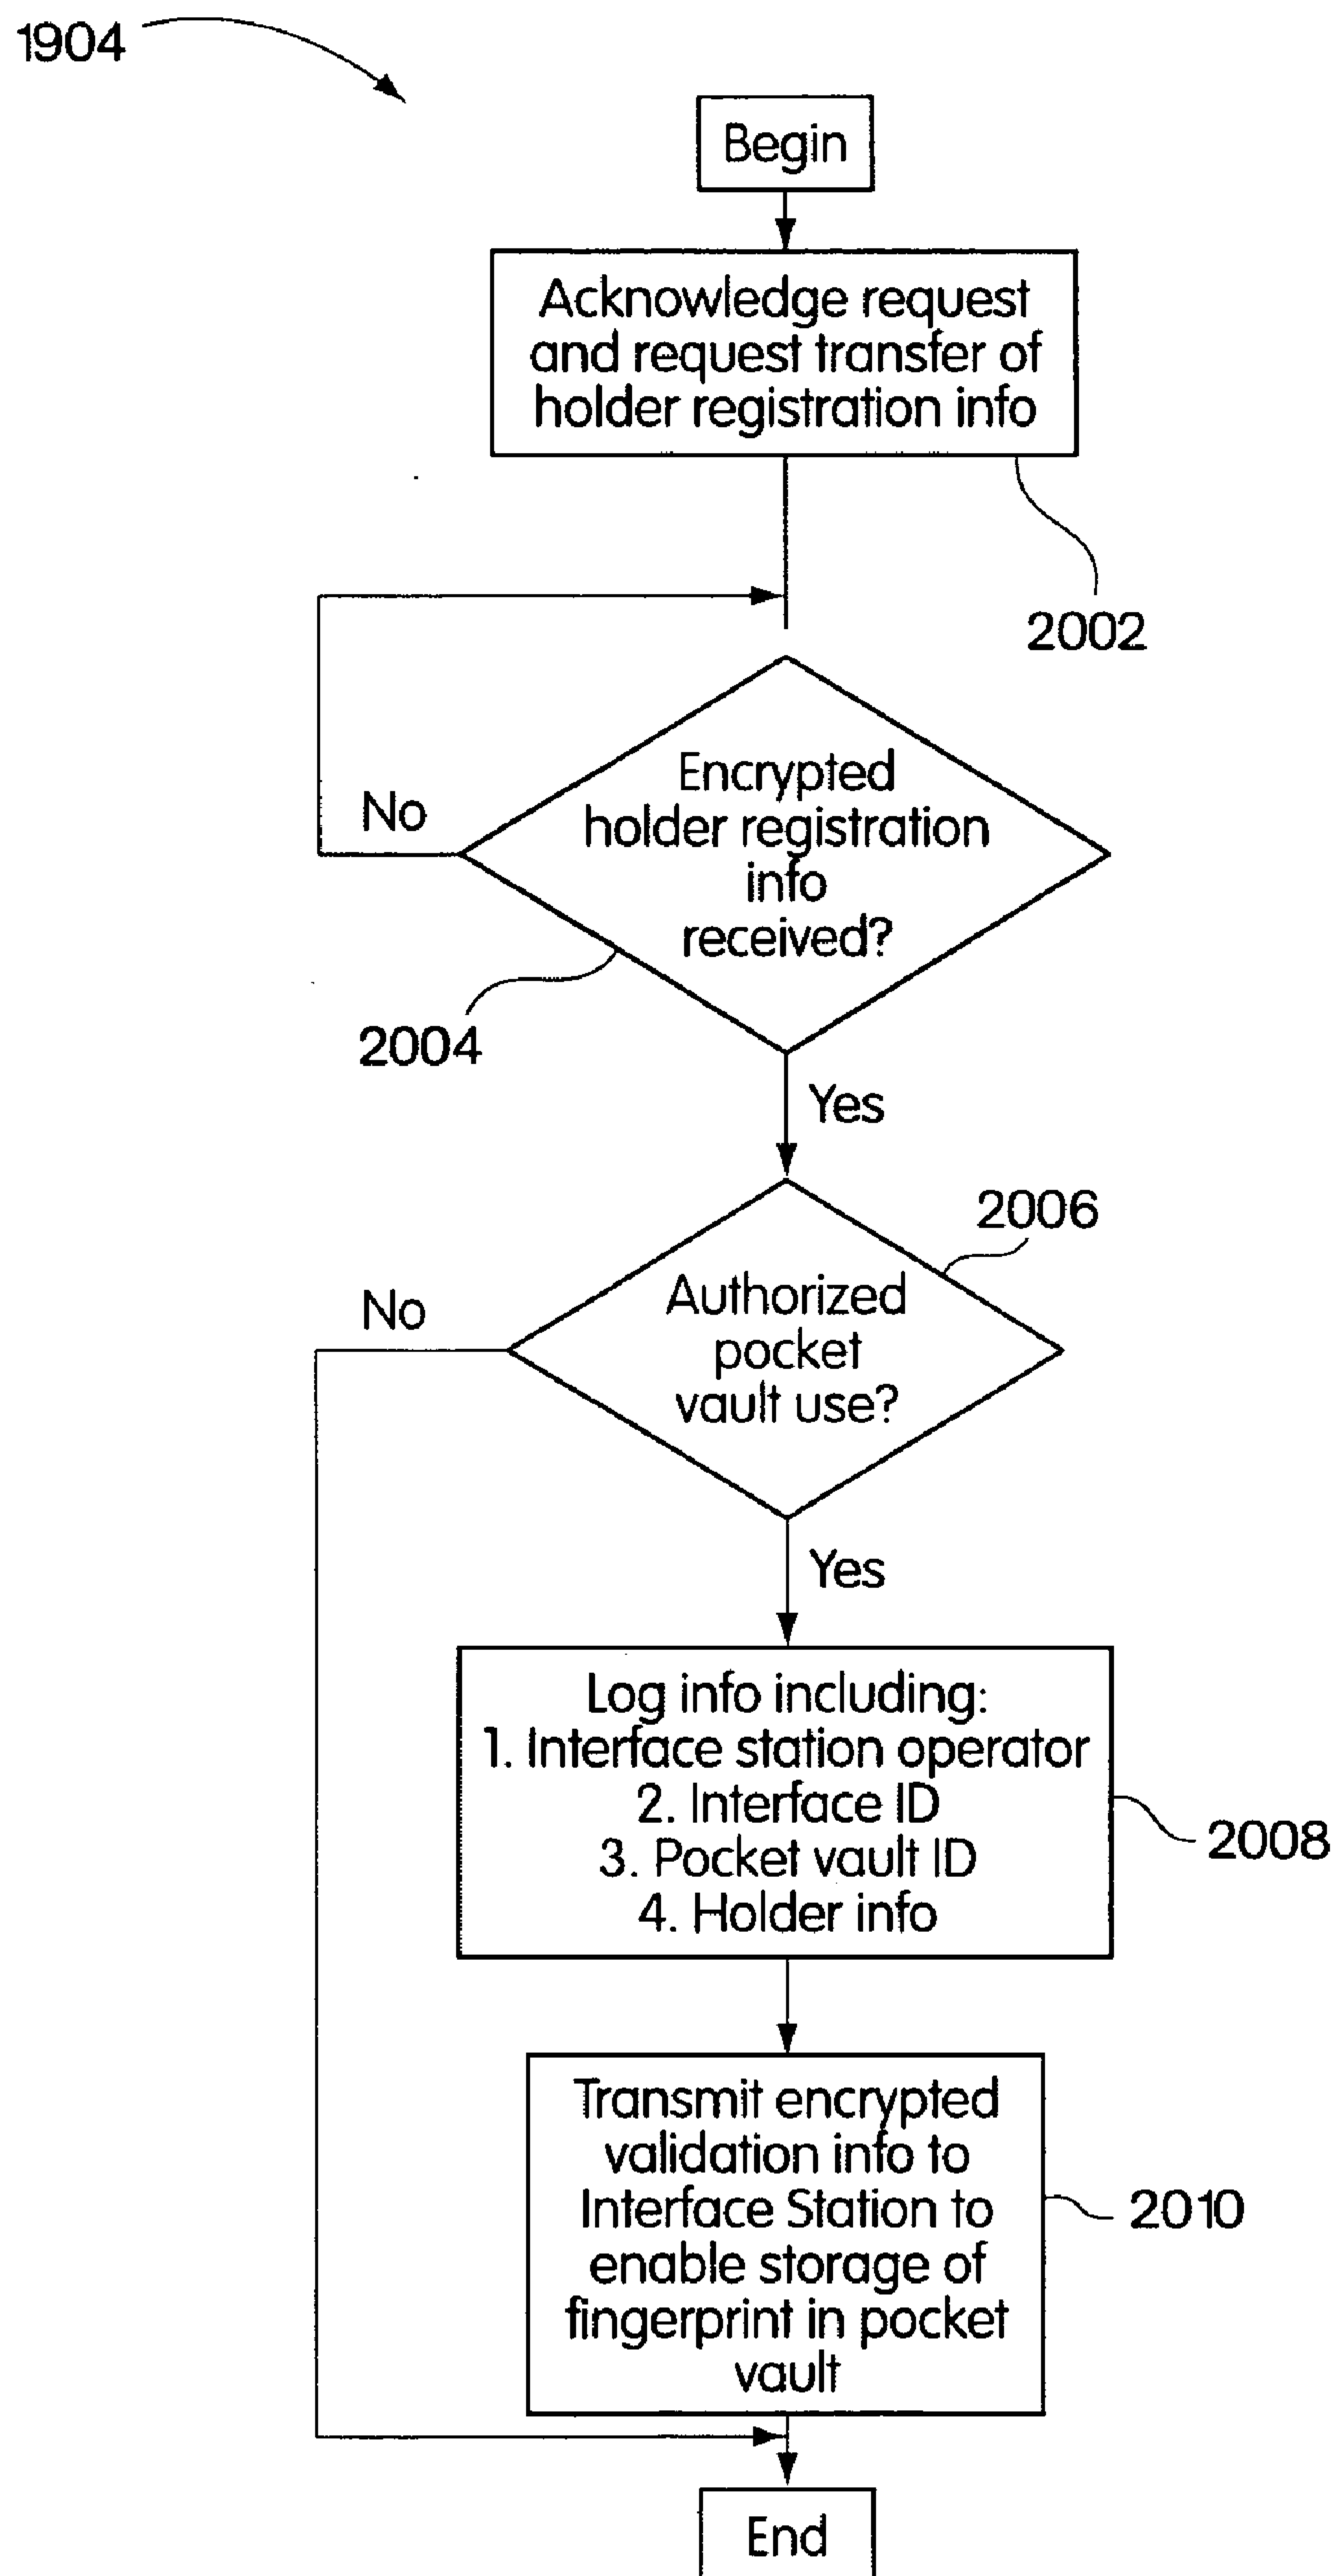 1904
Begin
Acknowledge request
and request transfer of
holder registration info
2002
Encrypted
holder registration
info
received?
No
2004
Yes
2006
Authorized
pocket
vault use?
No
Yes
Log info including:
1. Interface station operator
2. Interface ID
3. Pocket vault ID
4. Holder info
2008
Transmit encrypted
validation info to
Interface Station to
enable storage of
fingerprint in pocket
vault
2010
End